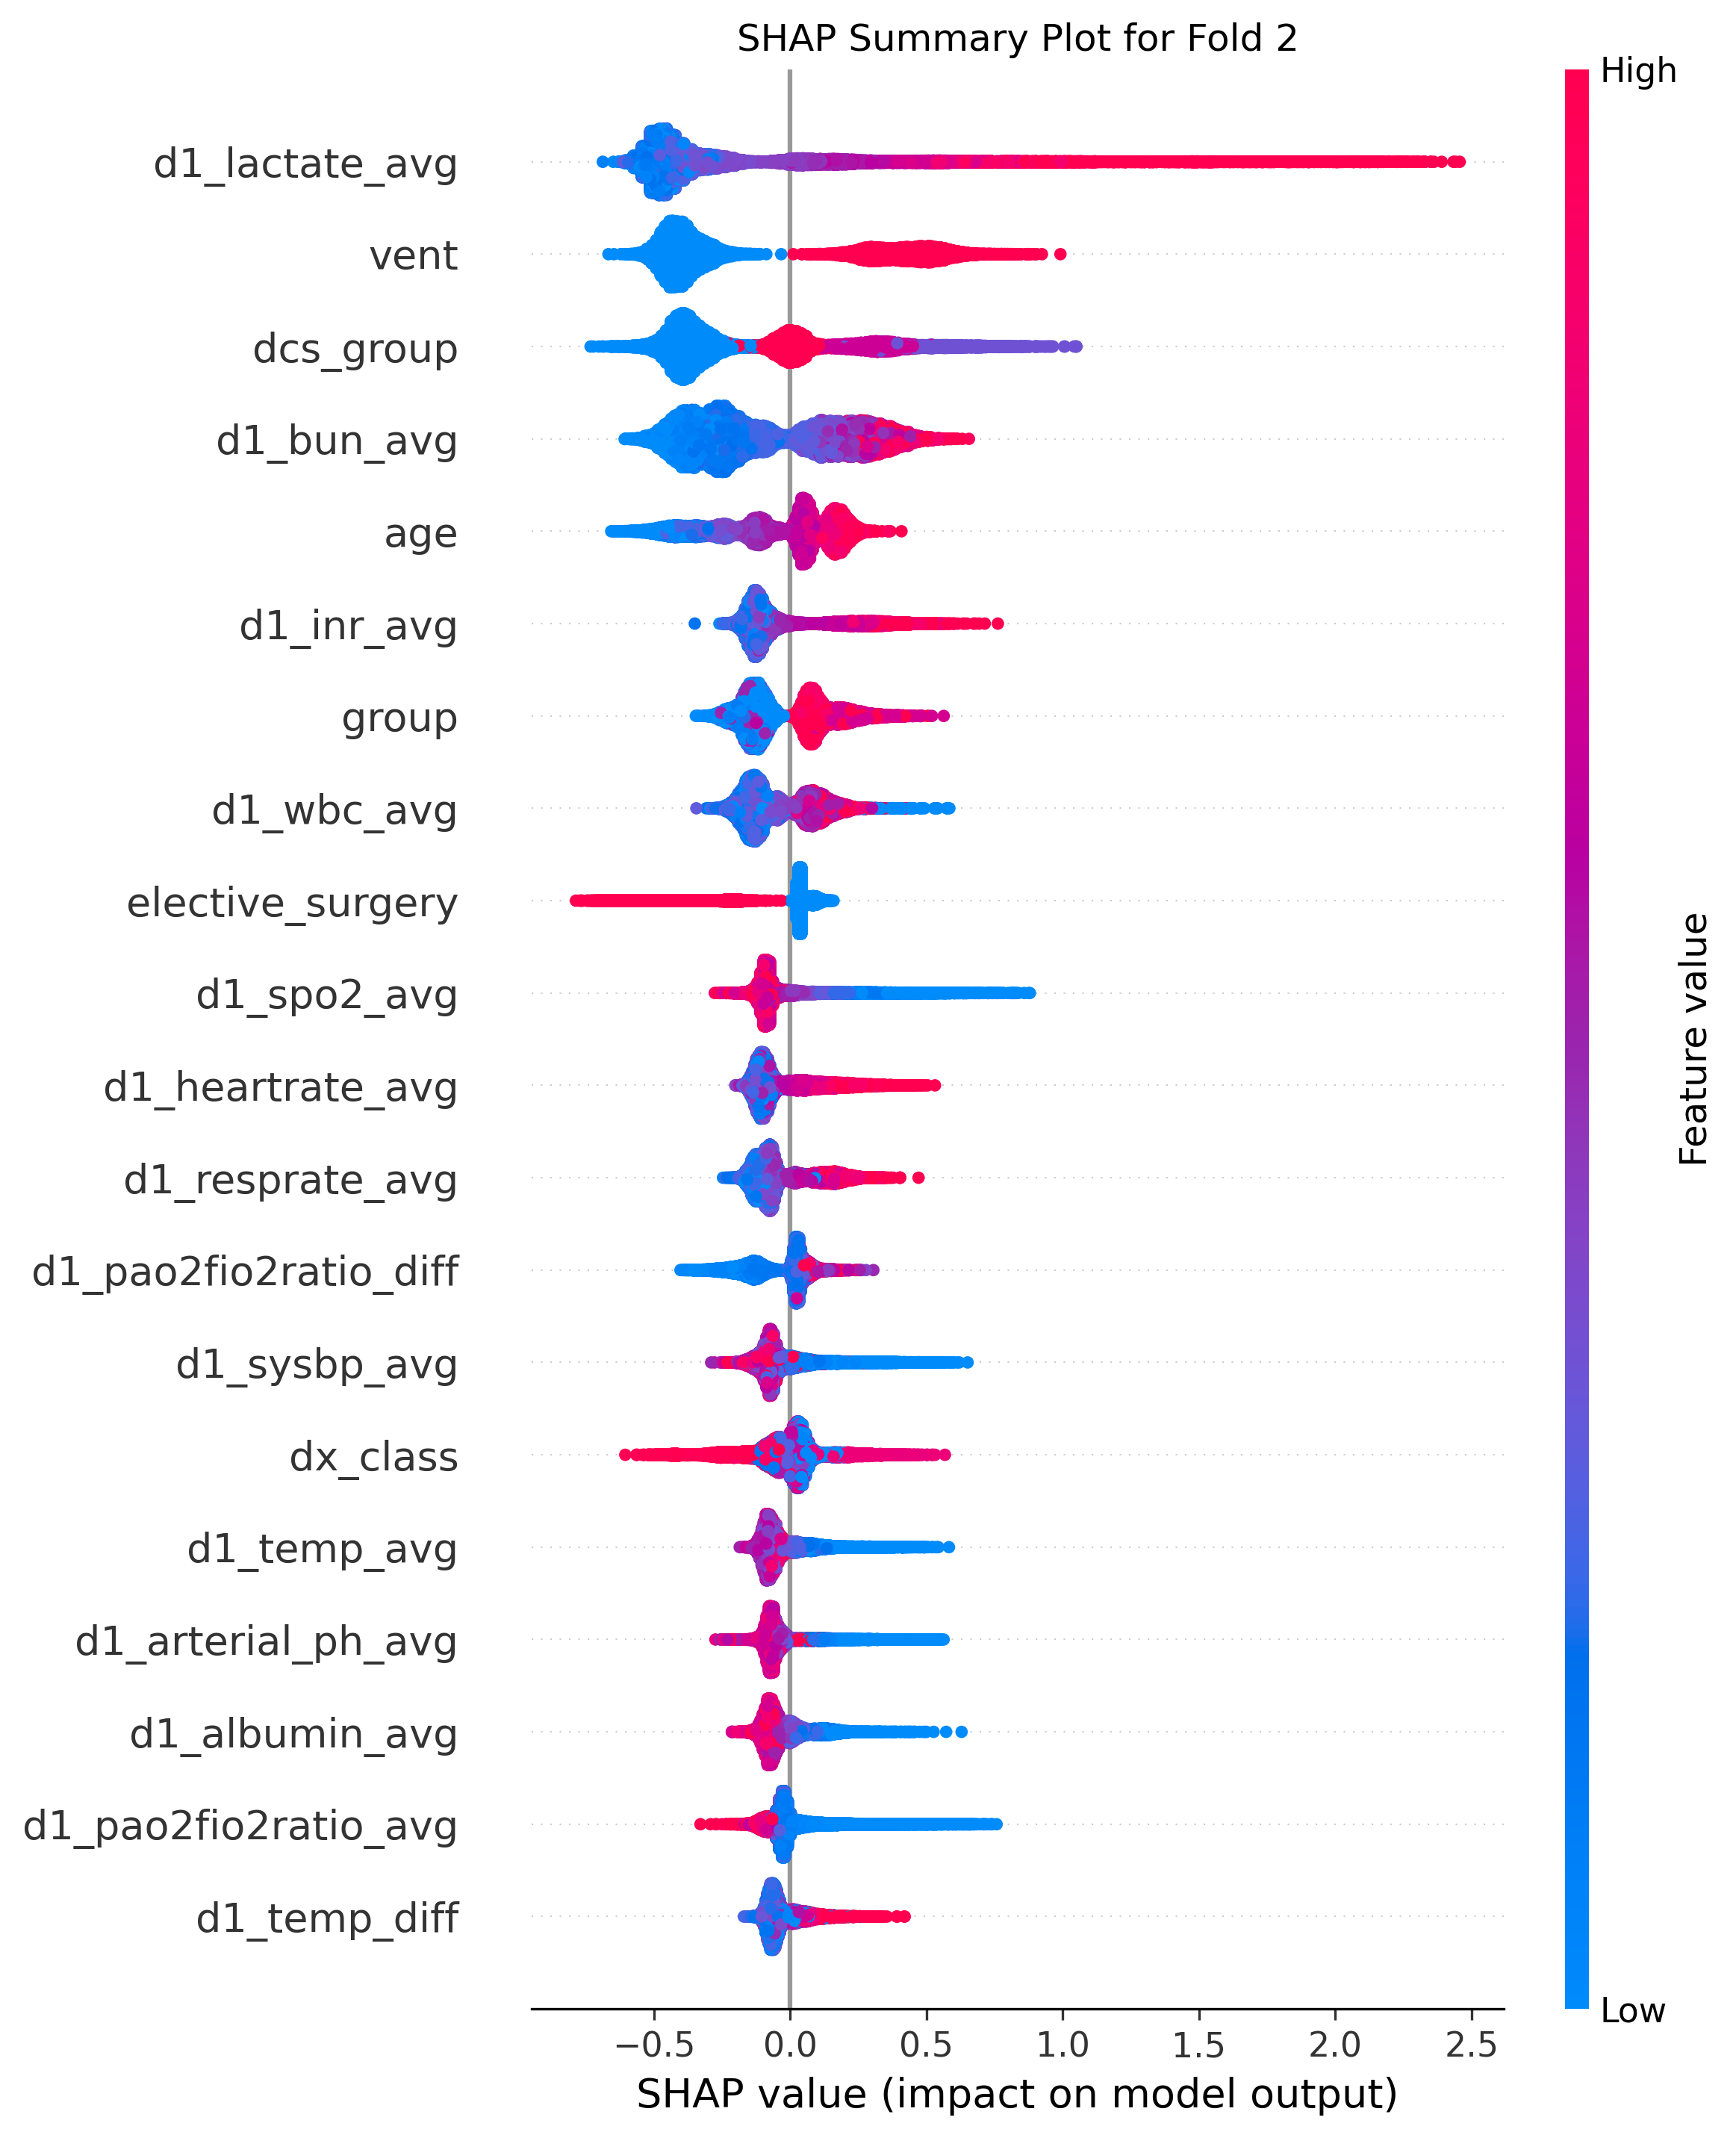 SHAP Summary Plot for Fold 2
High
d1_lactate_avg
vent
dcs_group
d1_bun_avg
age
d1_inr_avg
group
d1_wbc_avg
elective_surgery
d1_spo2_avg
d1_heartrate_avg
d1_resprate_avg
d1_pao2fio2ratio_diff
d1_sysbp_avg
dx_class
d1_temp_avg
d1_arterial_ph_avg
d1_albumin_avg
d1_pao2fio2ratio_avg
d1_temp_diff
Feature value
Low
−0.5 0.0 0.5 1.0 1.5 2.0 2.5
SHAP value (impact on model output)